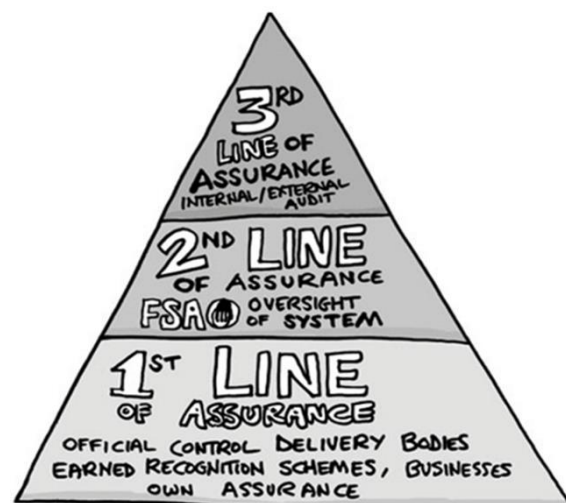 3RD
LINE OF
ASSURANCE
INTERNAL/EXTERNAL
AUDIT
2ND LINE
OF ASSURANCE
FSA OVERSIGHT
OF SYSTEM
1ST LINE
OF ASSURANCE
OFFICIAL CONTROL DELIVERY BODIES
EARNED RECOGNITION SCHEMES, BUSINESSES
OWN ASSURANCE